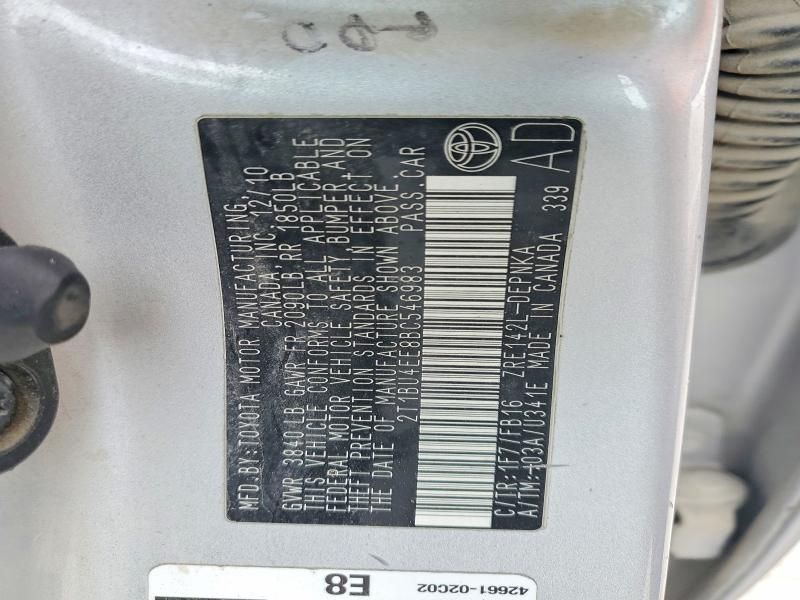 MFD.BY:TOYOTA MOTOR MANUFACTURING,
CANADA, INC. 12/10
GVWR 3840LB GAWR FR 2090LB RR 1850LB
THIS VEHICLE CONFORMS TO ALL APPLICABLE
FEDERAL MOTOR VEHICLE SAFETY BUMPER, AND
THEFT PREVENTION STANDARDS IN EFFECT ON
THE DATE OF MANUFACTURE SHOWN ABOVE.
2T1BU4EE8BC546983 PASS.CAR
C/TR:1F7/FB16 ZRE142L-DEPNKA
A/TM:-03A/U341E MADE IN CANADA 339
AD
E8
42661-02C02